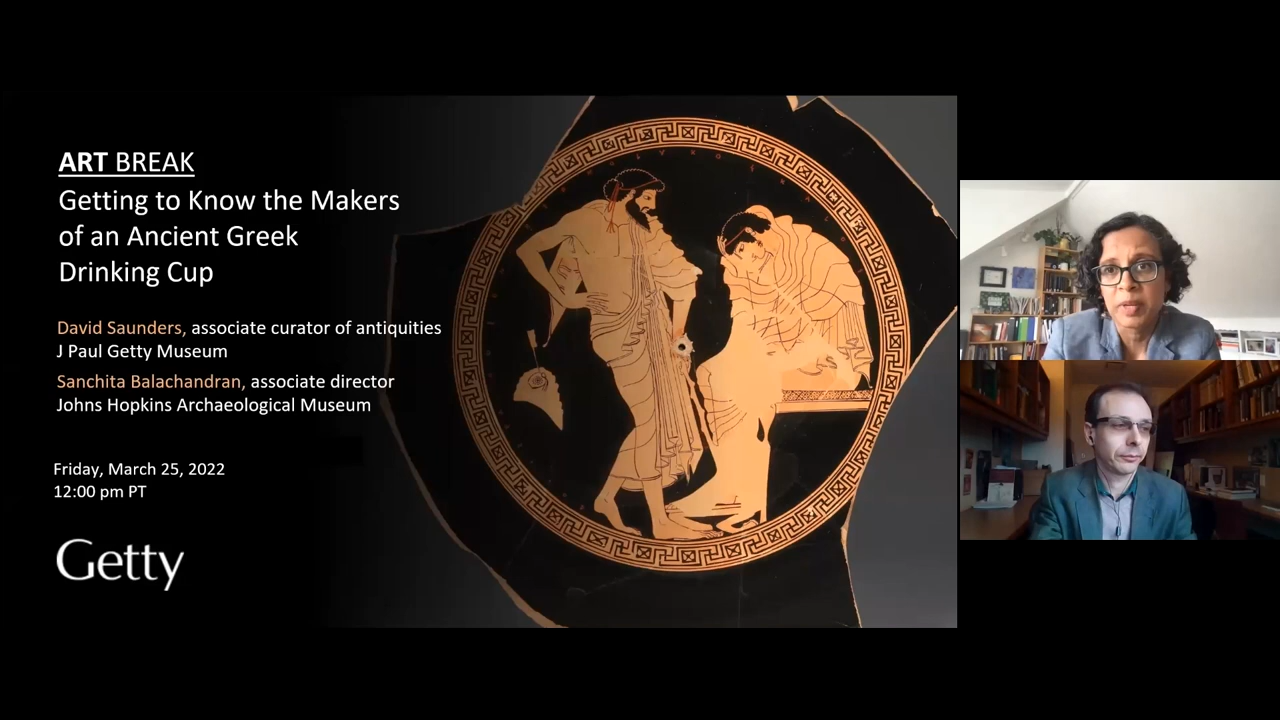 ART BREAK
Getting to Know the Makers
of an Ancient Greek
Drinking Cup
David Saunders, associate curator of antiquities
J Paul Getty Museum
Sanchita Balachandran, associate director
Johns Hopkins Archaeological Museum
Friday, March 25, 2022
12:00 pm PT
Getty